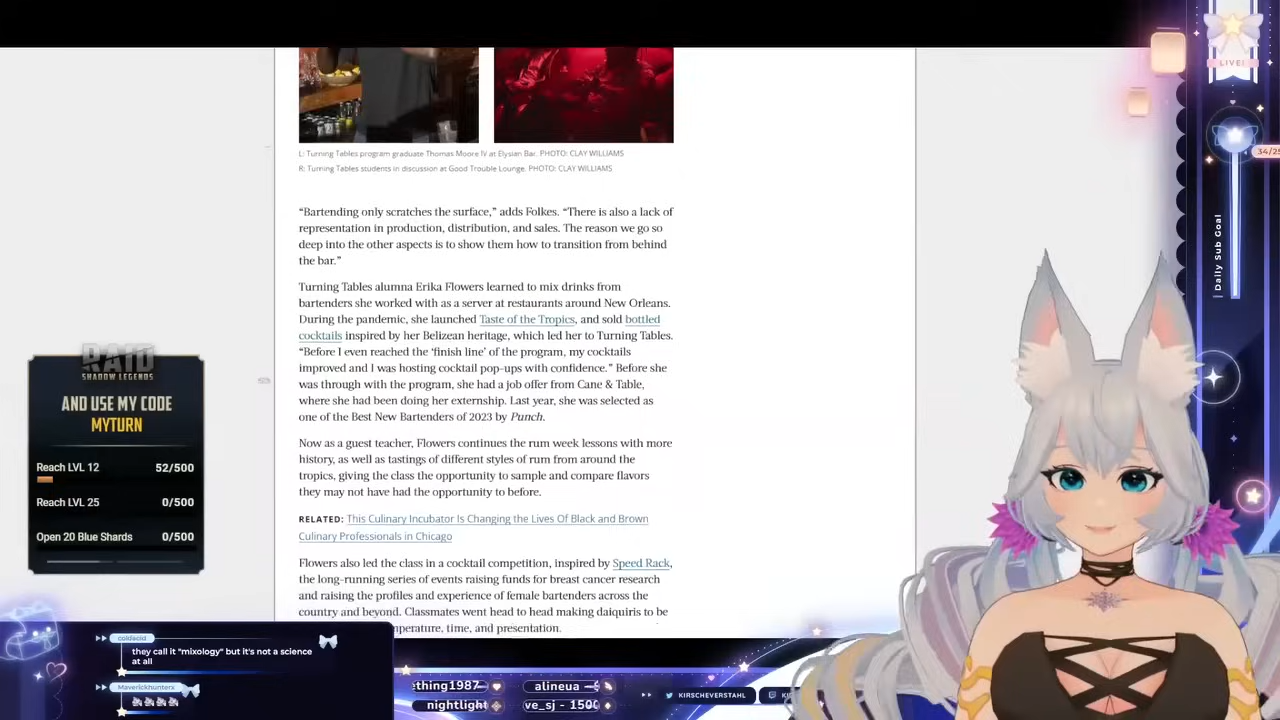 LIVE!
34/25
Daily Sub Goal
L: Turning Tables program graduate Thomas Moore IV at Elysian Bar. PHOTO: CLAY WILLIAMS
R: Turning Tables students in discussion at Good Trouble Lounge. PHOTO: CLAY WILLIAMS
“Bartending only scratches the surface,” adds Folkes. “There is also a lack of
representation in production, distribution, and sales. The reason we go so
deep into the other aspects is to show them how to transition from behind
the bar.”
Turning Tables alumna Erika Flowers learned to mix drinks from
bartenders she worked with as a server at restaurants around New Orleans.
During the pandemic, she launched Taste of the Tropics, and sold bottled
cocktails inspired by her Belizean heritage, which led her to Turning Tables.
“Before I even reached the ‘finish line’ of the program, my cocktails
improved and I was hosting cocktail pop-ups with confidence.” Before she
was through with the program, she had a job offer from Cane & Table,
where she had been doing her externship. Last year, she was selected as
one of the Best New Bartenders of 2023 by Punch.
Now as a guest teacher, Flowers continues the rum week lessons with more
history, as well as tastings of different styles of rum from around the
tropics, giving the class the opportunity to sample and compare flavors
they may not have had the opportunity to before.
RELATED: This Culinary Incubator Is Changing the Lives Of Black and Brown
Culinary Professionals in Chicago
Flowers also led the class in a cocktail competition, inspired by Speed Rack,
the long-running series of events raising funds for breast cancer research
and raising the profiles and experience of female bartenders across the
country and beyond. Classmates went head to head making daiquiris to be
mperature, time, and presentation.
RAID
SHADOW LEGENDS
AND USE MY CODE
MYTURN
Reach LVL 12 52/500
Reach LVL 25 0/500
Open 20 Blue Shards 0/500
coldacid
they call it "mixology" but it's not a science
at all
Maverickhunterx
ething1987
alineua
nightlight
ve_sj - 1500
KIRSCHEVERSTAHL
KI